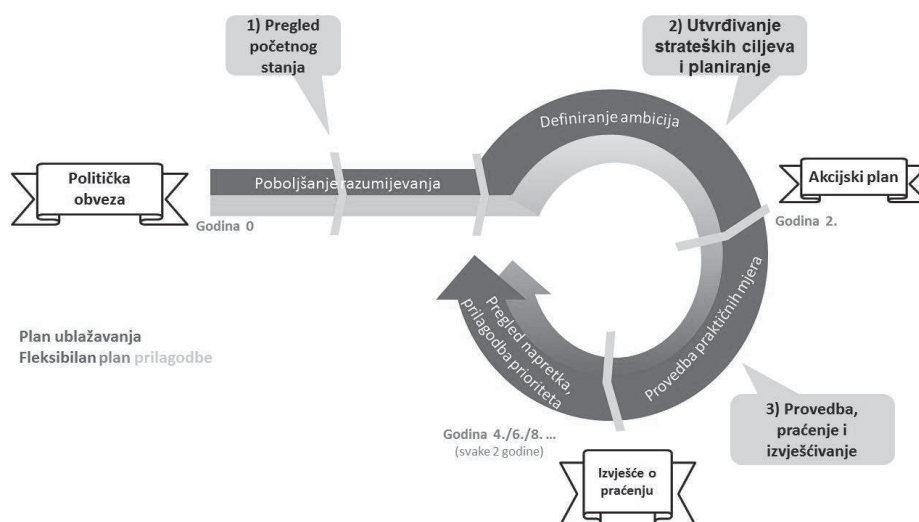 1) Pregled
početnog
stanja
2) Utvrđivanje
strateških ciljeva
i planiranje
Definiranje ambicija
Politička
obveza
Poboljšanje razumijevanja
Akcijski plan
Godina 0
Godina 2.
Provedba praktičnih mjera
Pregled napretka,
prilagodba prioriteta
Plan ublažavanja
Fleksibilan plan prilagodbe
3) Provedba,
praćenje i
izvješćivanje
Godina 4./6./8. ...
(svake 2 godine)
Izvješće o
praćenju